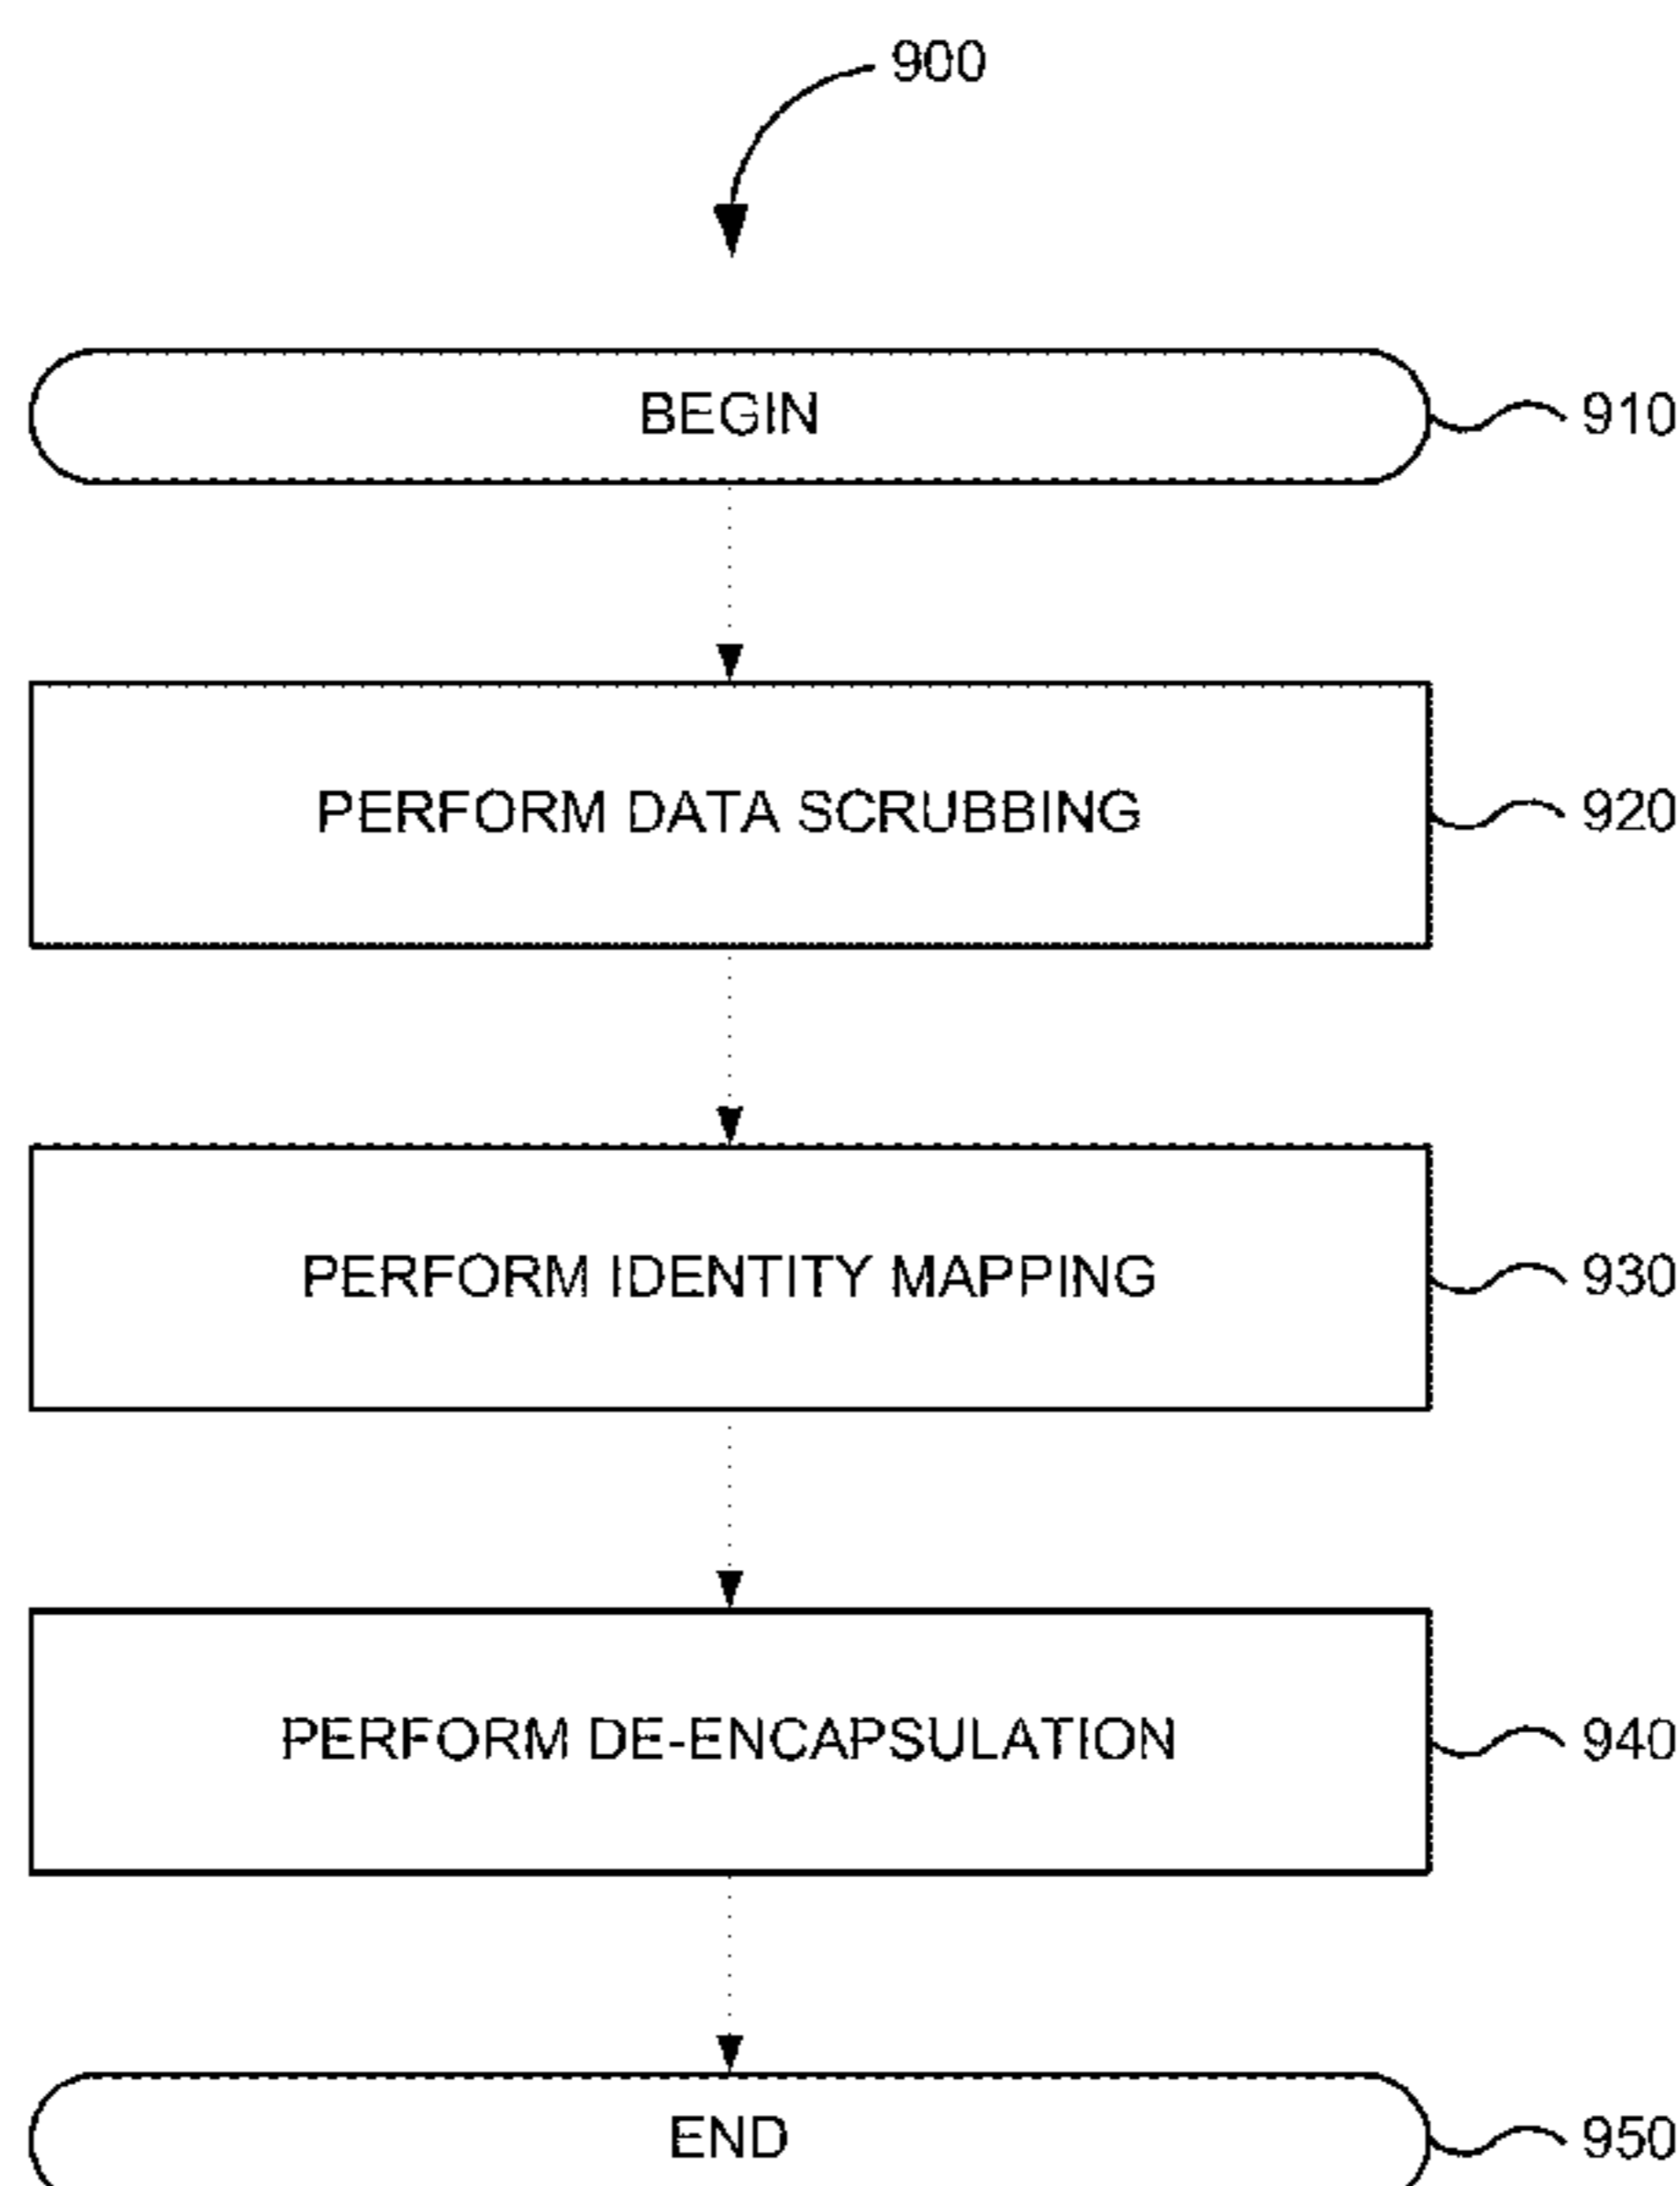 900
BEGIN
910
PERFORM DATA SCRUBBING
920
PERFORM IDENTITY MAPPING
930
PERFORM DE-ENCAPSULATION
940
END
950